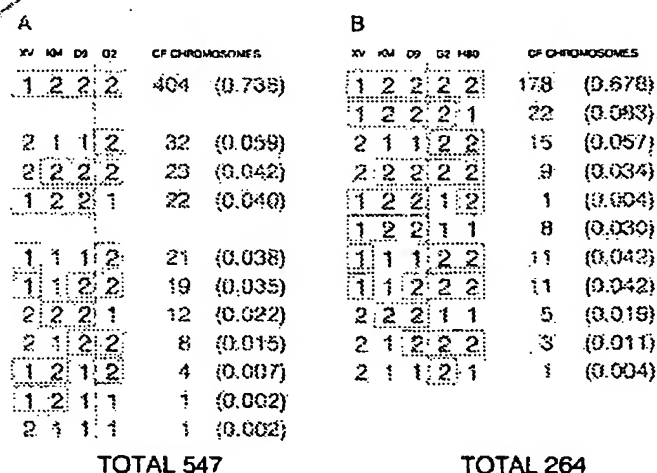 A
XV KM D9 G2 CF CHROMOSOMES
1 2 2 2 404 (0.738)
2 1 1 2 32 (0.059)
2 2 2 2 23 (0.042)
1 2 2 1 22 (0.040)
1 1 1 2 21 (0.038)
1 1 2 2 19 (0.035)
2 2 2 1 12 (0.022)
2 1 2 2 8 (0.015)
1 2 1 2 4 (0.007)
1 2 1 1 1 (0.002)
2 1 1 1 1 (0.002)
TOTAL 547
B
XV KM D9 G2 H80 CF CHROMOSOMES
1 2 2 2 2 178 (0.678)
1 2 2 2 1 22 (0.083)
2 1 1 2 2 15 (0.057)
2 2 2 2 2 9 (0.034)
1 2 2 1 2 1 (0.004)
1 2 2 1 1 8 (0.030)
1 1 1 2 2 11 (0.042)
1 1 2 2 2 11 (0.042)
2 2 2 1 1 5 (0.019)
2 1 2 2 2 3 (0.011)
2 1 1 2 1 1 (0.004)
TOTAL 264